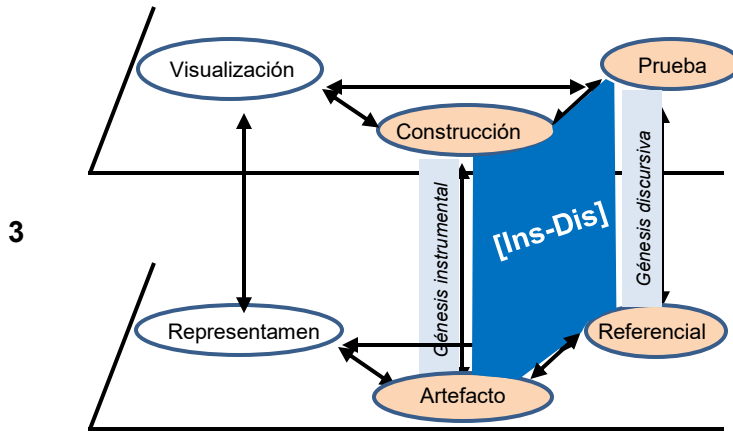 Prueba
Visualización
Construcción
Génesis discursiva
[Ins-Dis]
3
Génesis instrumental
Representamen
Referencial
Artefacto